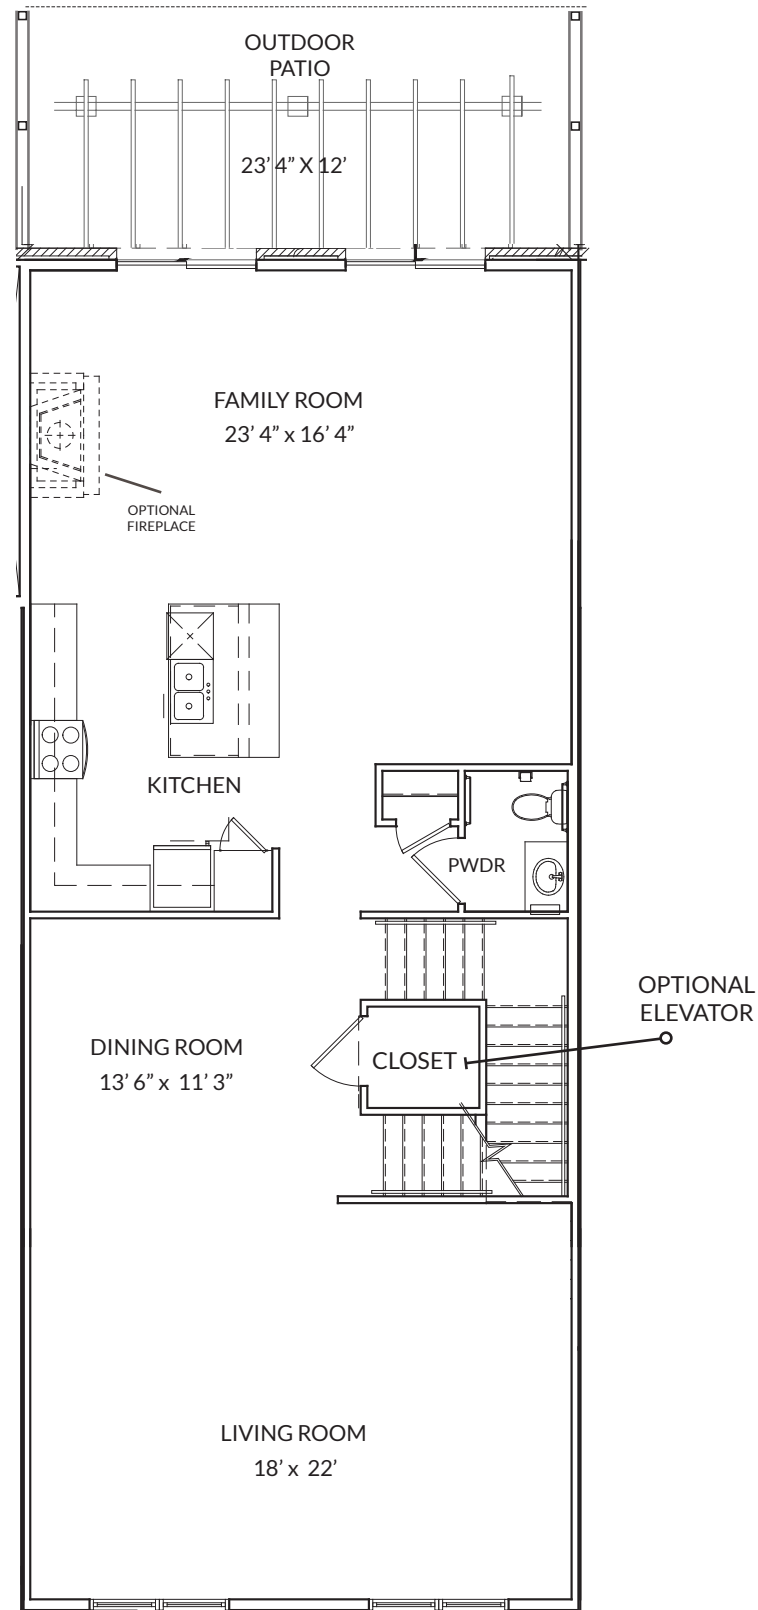 OUTDOOR
PATIO
23’ 4” X 12’
FAMILY ROOM
23’ 4” x 16’ 4”
OPTIONAL
FIREPLACE
KITCHEN
PWDR
OPTIONAL
ELEVATOR
DINING ROOM
13’ 6” x 11’ 3”
CLOSET
LIVING ROOM
18’ x 22’